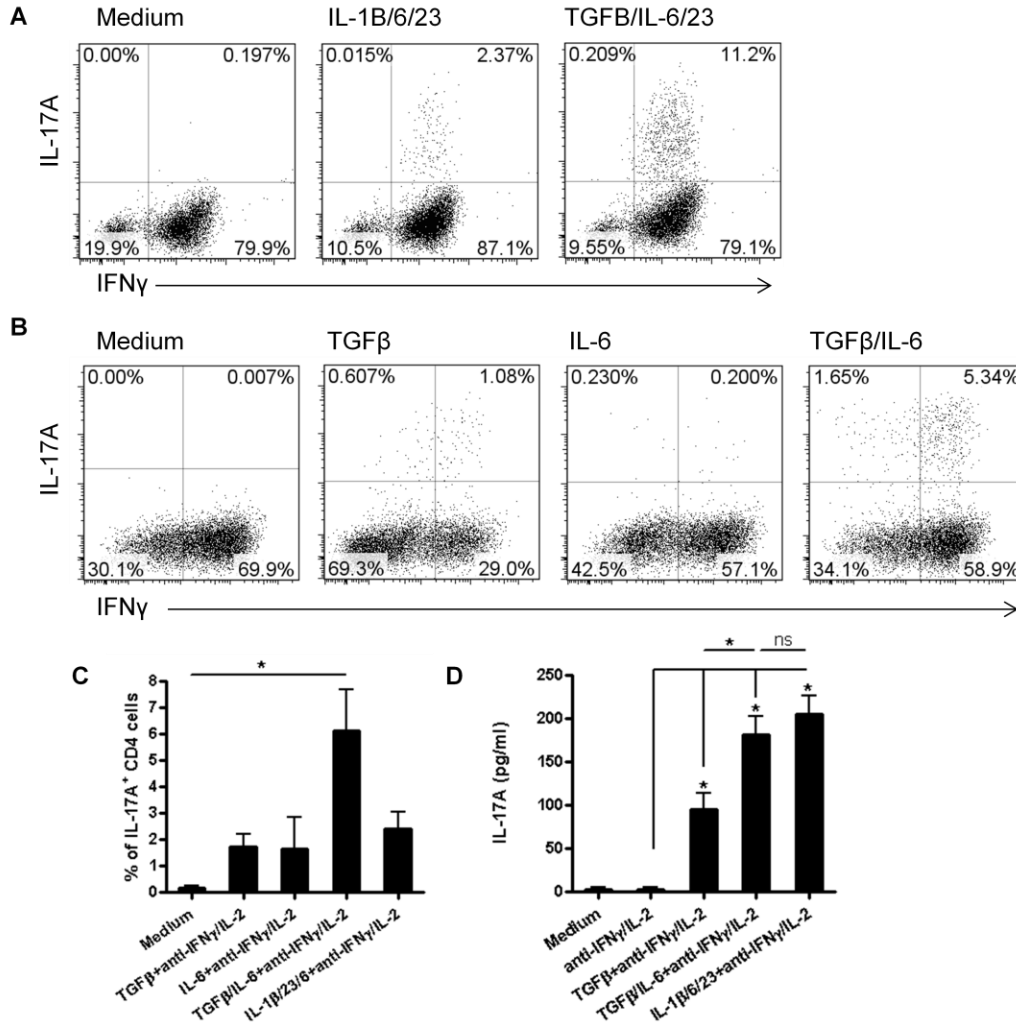 A
Medium
IL-1B/6/23
TGFB/IL-6/23
0.00%
0.197%
0.015%
2.37%
0.209%
11.2%
IL-17A
19.9%
79.9%
10.5%
87.1%
9.55%
79.1%
IFNγ
B
Medium
TGFβ
IL-6
TGFβ/IL-6
0.00%
0.007%
0.607%
1.08%
0.230%
0.200%
1.65%
5.34%
IL-17A
30.1%
69.9%
69.3%
29.0%
42.5%
57.1%
34.1%
58.9%
IFNγ
C
*
% of IL-17A⁺ CD4 cells
8
7
6
5
4
3
2
1
0
Medium
TGFβ+anti-IFNγ/IL-2
IL-6+anti-IFNγ/IL-2
TGFβ/IL-6+anti-IFNγ/IL-2
IL-1β/23/6+anti-IFNγ/IL-2
D
*
ns
*
*
*
IL-17A (pg/ml)
250
200
150
100
50
0
Medium
anti-IFNγ/IL-2
TGFβ+anti-IFNγ/IL-2
TGFβ/IL-6+anti-IFNγ/IL-2
IL-1β/6/23+anti-IFNγ/IL-2